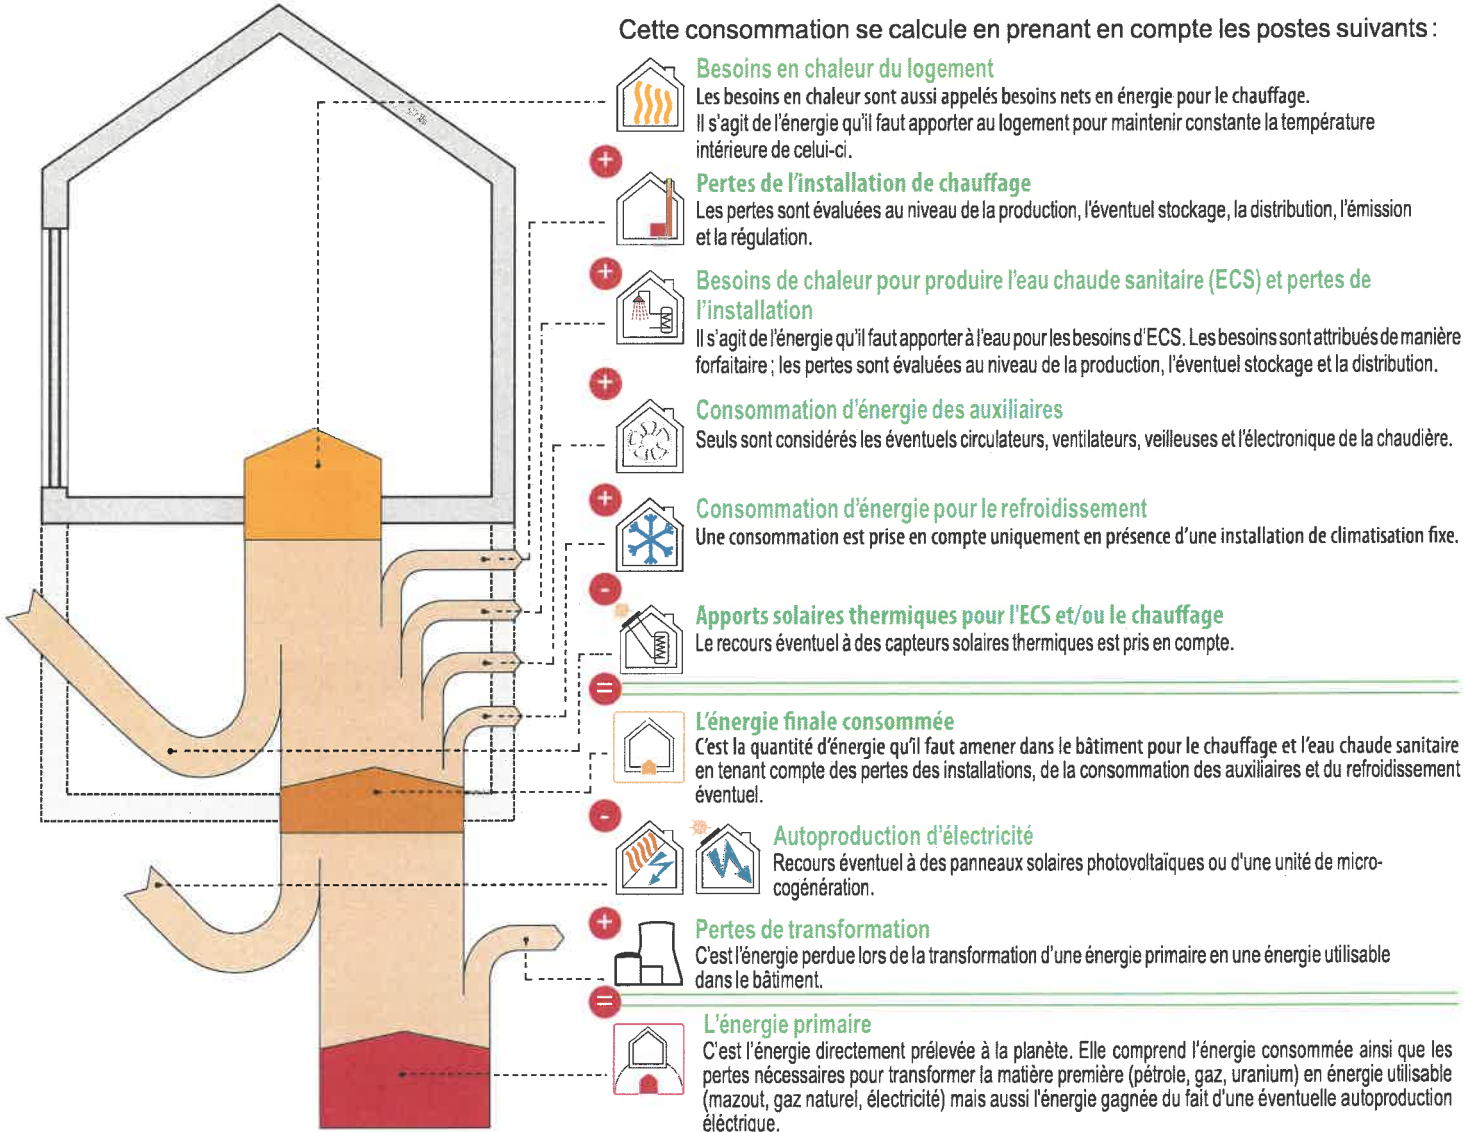 Cette consommation se calcule en prenant en compte les postes suivants :
Besoins en chaleur du logement
Les besoins en chaleur sont aussi appelés besoins nets en énergie pour le chauffage.
Il s'agit de l'énergie qu'il faut apporter au logement pour maintenir constante la température
intérieure de celui-ci.
+
Pertes de l'installation de chauffage
Les pertes sont évaluées au niveau de la production, l'éventuel stockage, la distribution, l'émission
et la régulation.
+
Besoins de chaleur pour produire l'eau chaude sanitaire (ECS) et pertes de
l'installation
Il s'agit de l'énergie qu'il faut apporter à l'eau pour les besoins d'ECS. Les besoins sont attribués de manière
forfaitaire ; les pertes sont évaluées au niveau de la production, l'éventuel stockage et la distribution.
+
Consommation d'énergie des auxiliaires
Seuls sont considérés les éventuels circulateurs, ventilateurs, veilleuses et l'électronique de la chaudière.
+
Consommation d'énergie pour le refroidissement
Une consommation est prise en compte uniquement en présence d'une installation de climatisation fixe.
-
Apports solaires thermiques pour l'ECS et/ou le chauffage
Le recours éventuel à des capteurs solaires thermiques est pris en compte.
=
L'énergie finale consommée
C'est la quantité d'énergie qu'il faut amener dans le bâtiment pour le chauffage et l'eau chaude sanitaire
en tenant compte des pertes des installations, de la consommation des auxiliaires et du refroidissement
éventuel.
-
Autoproduction d'électricité
Recours éventuel à des panneaux solaires photovoltaïques ou d'une unité de micro-
cogénération.
+
Pertes de transformation
C'est l'énergie perdue lors de la transformation d'une énergie primaire en une énergie utilisable
dans le bâtiment.
=
L'énergie primaire
C'est l'énergie directement prélevée à la planète. Elle comprend l'énergie consommée ainsi que les
pertes nécessaires pour transformer la matière première (pétrole, gaz, uranium) en énergie utilisable
(mazout, gaz naturel, électricité) mais aussi l'énergie gagnée du fait d'une éventuelle autoproduction
éléctrique.